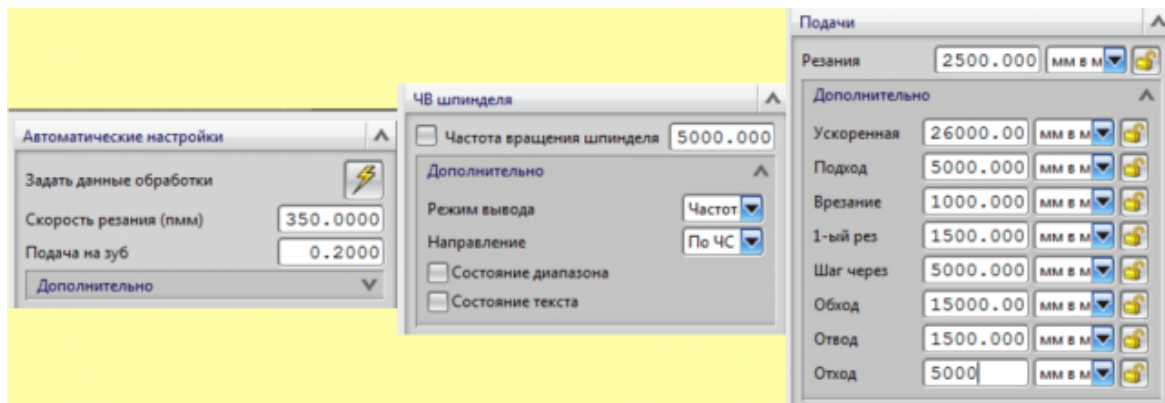 Автоматические настройки
Задать данные обработки
Скорость резания (пмм) 350.0000
Подача на зуб 0.2000
Дополнительно
ЧВ шпинделя
Частота вращения шпинделя 5000.000
Дополнительно
Режим вывода Частот
Направление По ЧС
Состояние диапазона
Состояние текста
Подачи
Резания 2500.000 мм в м
Дополнительно
Ускоренная 26000.00 мм в м
Подход 5000.000 мм в м
Врезание 1000.000 мм в м
1-ый рез 1500.000 мм в м
Шаг через 5000.000 мм в м
Обход 15000.00 мм в м
Отвод 1500.000 мм в м
Отход 5000 мм в м